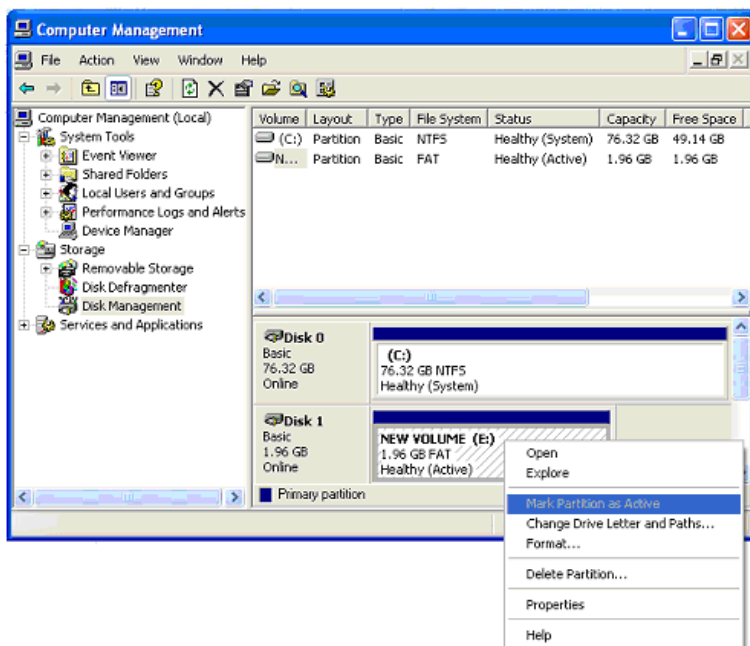 Computer Management
File Action View Window Help
Computer Management (Local)
System Tools
Event Viewer
Shared Folders
Local Users and Groups
Performance Logs and Alerts
Device Manager
Storage
Removable Storage
Disk Defragmenter
Disk Management
Services and Applications
Volume Layout Type File System Status Capacity Free Space
(C:) Partition Basic NTFS Healthy (System) 76.32 GB 49.14 GB
N... Partition Basic FAT Healthy (Active) 1.96 GB 1.96 GB
Disk 0
Basic
76.32 GB
Online
(C:)
76.32 GB NTFS
Healthy (System)
Disk 1
Basic
1.96 GB
Online
NEW VOLUME (E:)
1.96 GB FAT
Healthy (Active)
Primary partition
Open
Explore
Mark Partition as Active
Change Drive Letter and Paths...
Format...
Delete Partition...
Properties
Help